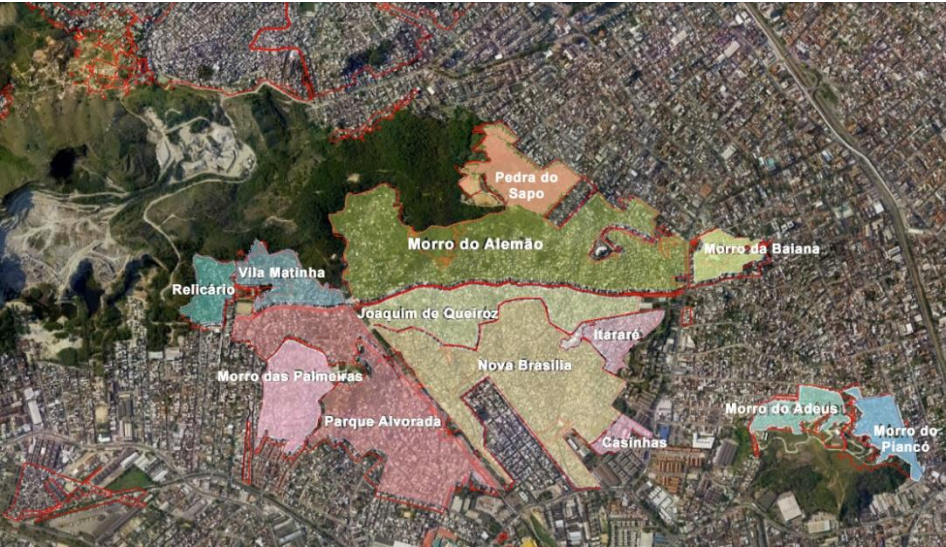 Pedra do
Sapo
Morro do Alemão
Morro da Baiana
Vila Matinha
Relicário
Joaquim de Queiroz
Itararé
Nova Brasilia
Morro das Palmeiras
Parque Alvorada
Morro do Adeus
Casinhas
Morro do
Piancó